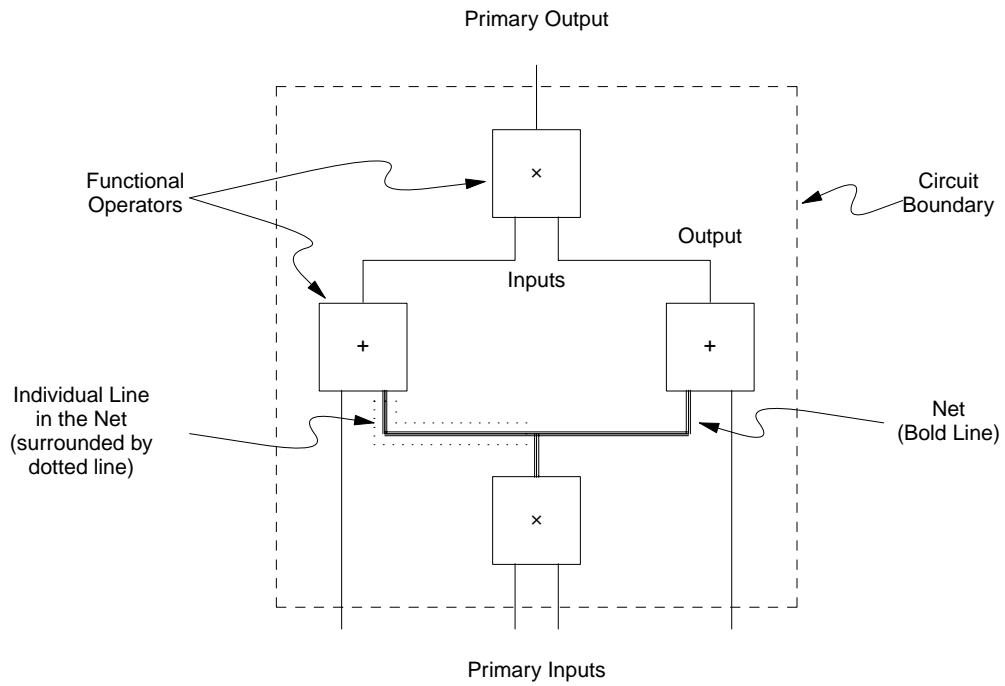 Primary Output
×
Functional
Operators
Circuit
Boundary
Output
Inputs
+
+
Individual Line
in the Net
(surrounded by
dotted line)
Net
(Bold Line)
×
Primary Inputs